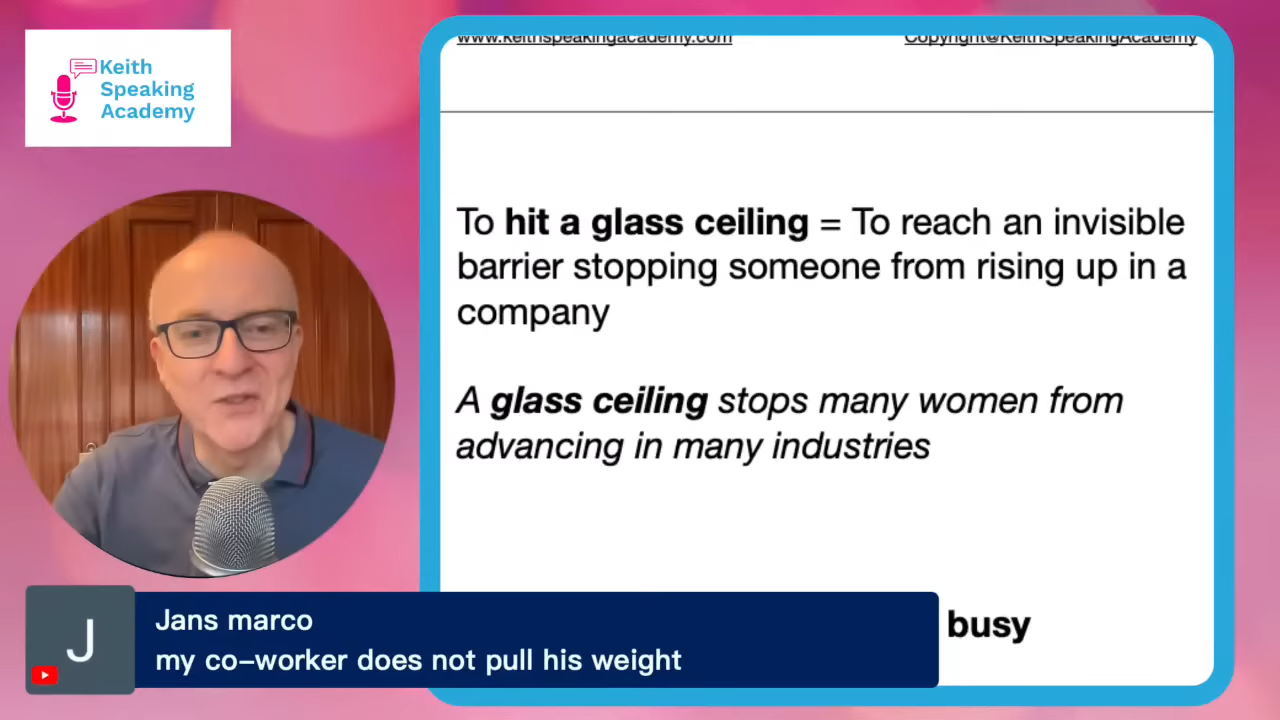 Keith
Speaking
Academy
www.keithspeakingacademy.com
Copyright@KeithSpeakingAcademy
To hit a glass ceiling = To reach an invisible
barrier stopping someone from rising up in a
company
A glass ceiling stops many women from
advancing in many industries
busy
J
Jans marco
my co-worker does not pull his weight